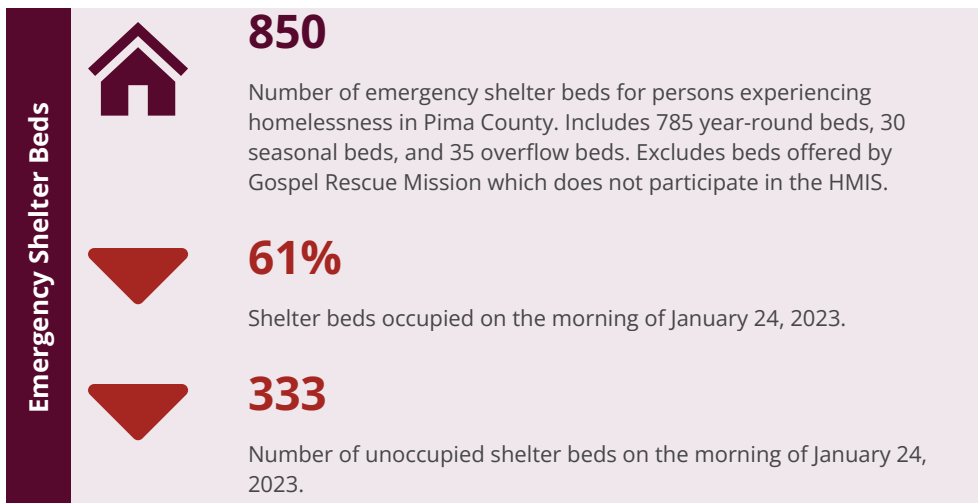 Emergency Shelter Beds
850
Number of emergency shelter beds for persons experiencing
homelessness in Pima County. Includes 785 year-round beds, 30
seasonal beds, and 35 overflow beds. Excludes beds offered by
Gospel Rescue Mission which does not participate in the HMIS.
61%
Shelter beds occupied on the morning of January 24, 2023.
333
Number of unoccupied shelter beds on the morning of January 24,
2023.